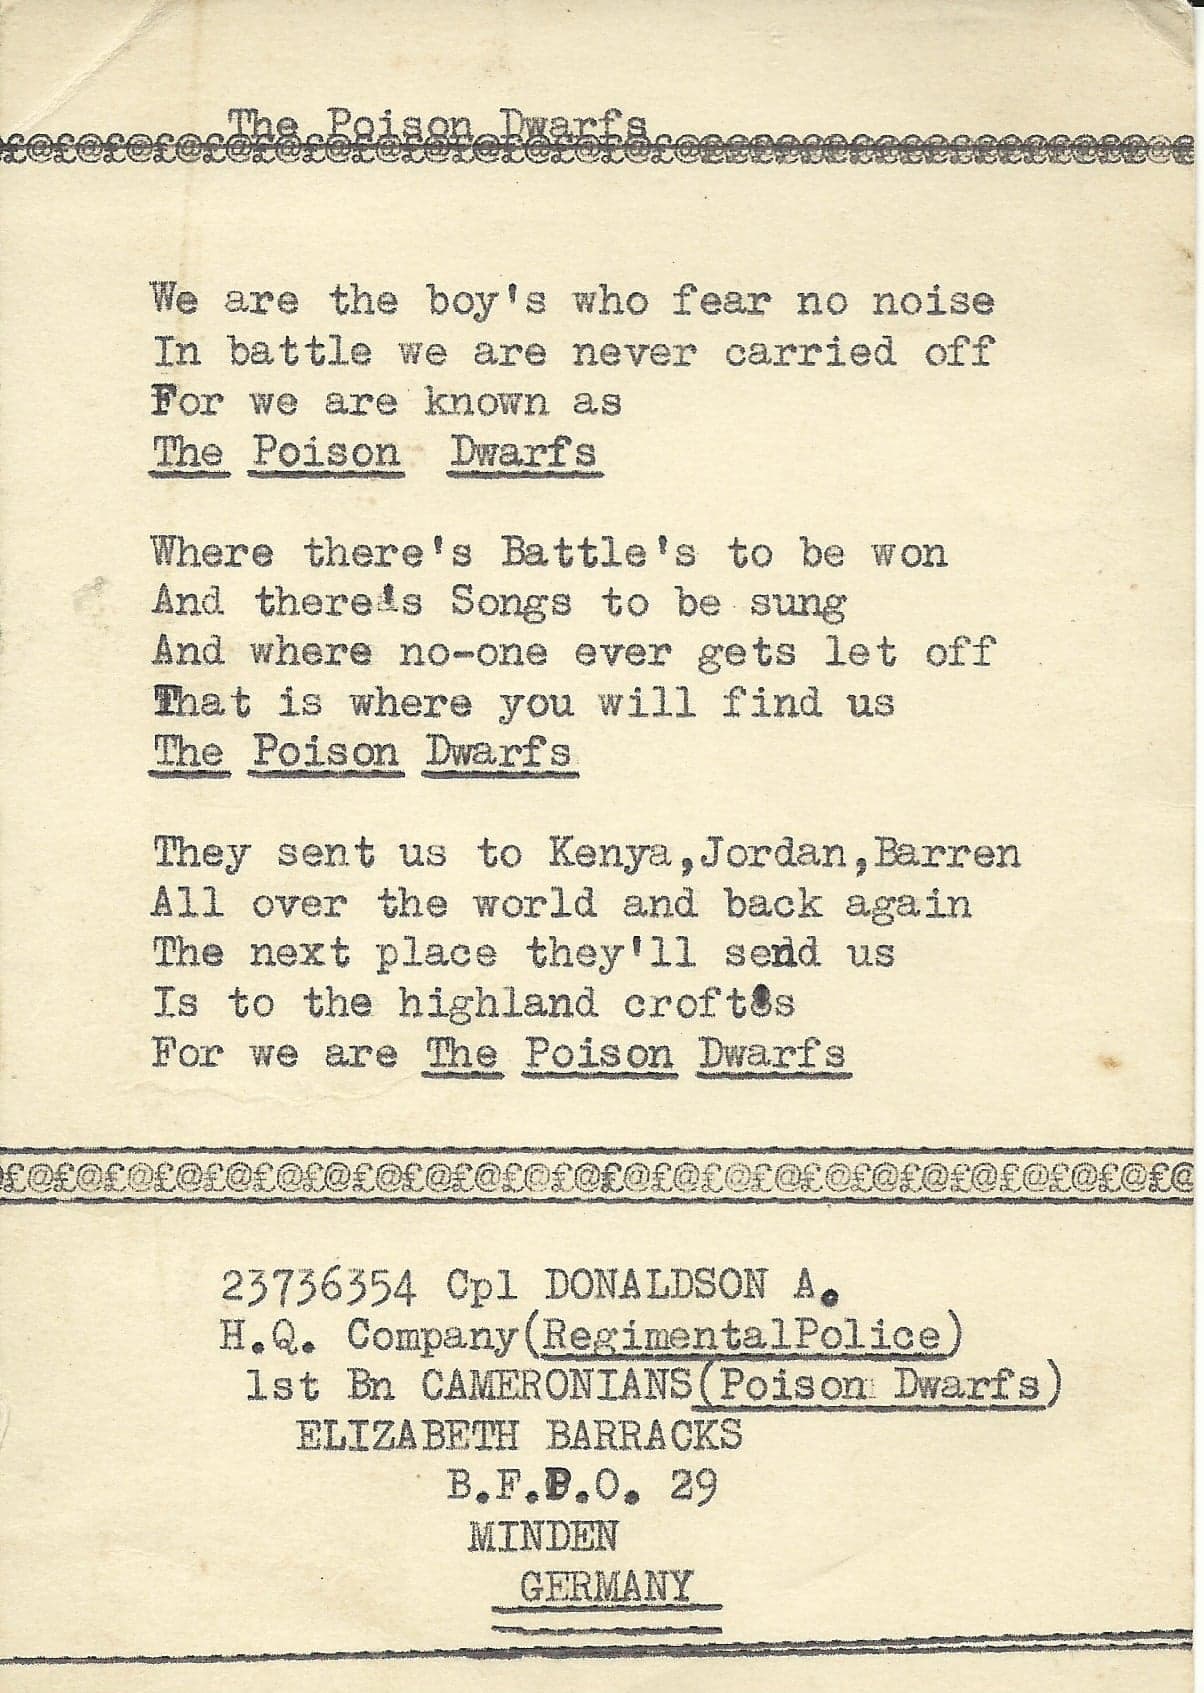 The Poison Dwarfs
£@£@£@£@£@£@£@£@£@£@£@£@£@£@£@£@£@£@£@£@£@£@£@£@
We are the boy's who fear no noise
In battle we are never carried off
For we are known as
The Poison Dwarfs
Where there's Battle's to be won
And there's Songs to be sung
And where no-one ever gets let off
That is where you will find us
The Poison Dwarfs
They sent us to Kenya,Jordan,Barren
All over the world and back again
The next place they'll send us
Is to the highland crofts
For we are The Poison Dwarfs
£@£@£@£@£@£@£@£@£@£@£@£@£@£@£@£@£@£@£@£@£@£@£@£@
23736354 Cpl DONALDSON A.
H.Q. Company(RegimentalPolice)
1st Bn CAMERONIANS(Poison Dwarfs)
ELIZABETH BARRACKS
B.F.P.O. 29
MINDEN
GERMANY